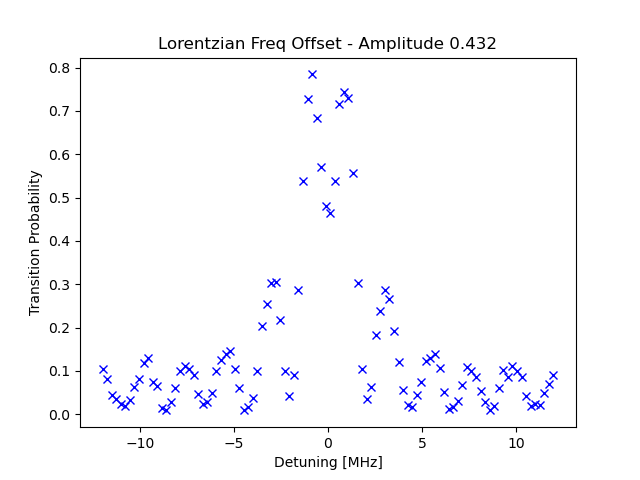 Lorentzian Freq Offset - Amplitude 0.432
0.8
0.7
0.6
0.5
0.4
0.3
0.2
0.1
0.0
Transition Probability
−10 −5 0 5 10
Detuning [MHz]